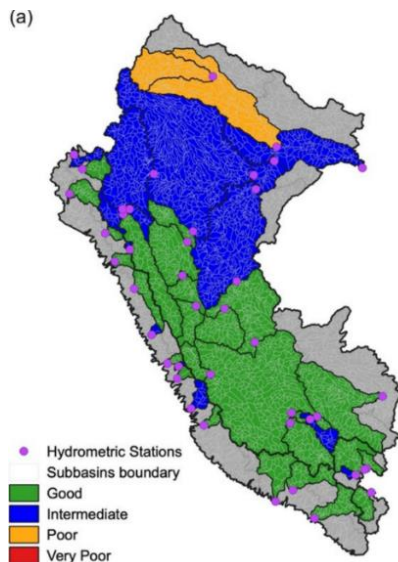 (a)
Hydrometric Stations
Subbasins boundary
Good
Intermediate
Poor
Very Poor